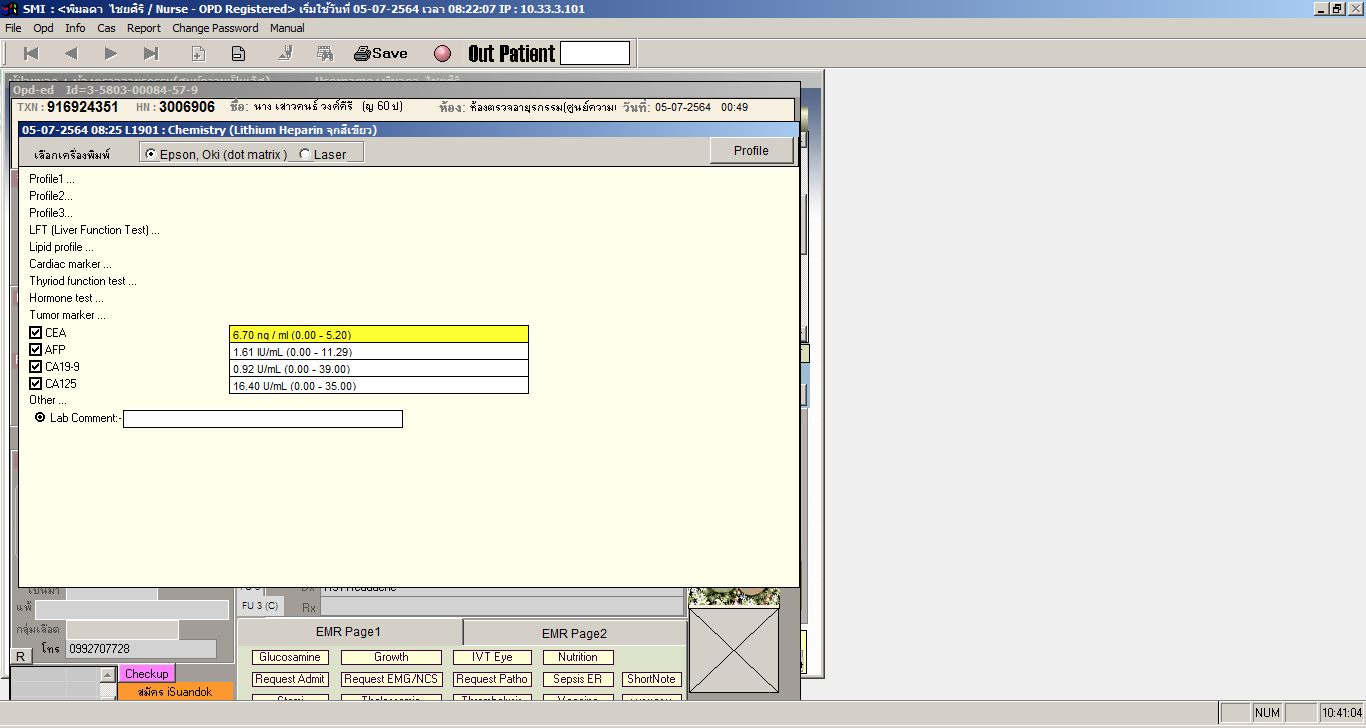 SMI : <พิมลดา ไชยศิริ / Nurse - OPD Registered> เริ่มใช้วันที่ 05-07-2564 เวลา 08:22:07 IP : 10.33.3.101
File Opd Info Cas Report Change Password Manual
Save Out Patient
Opd-ed Id=3-5803-00084-57-9
TXN : 916924351 HN : 3006906 ชื่อ: นาง เสาวคนธ์ วงค์คีรี (ญ 60 ปี) ห้อง: ห้องตรวจอายุรกรรม(ศูนย์ความ วันที่: 05-07-2564 00:49
05-07-2564 08:25 L1901 : Chemistry (Lithium Heparin จุกสีเขียว)
เลือกเครื่องพิมพ์ Epson, Oki (dot matrix ) Laser Profile
Profile1 ...
Profile2...
Profile3...
LFT (Liver Function Test) ...
Lipid profile ...
Cardiac marker ...
Thyriod function test ...
Hormone test ...
Tumor marker ...
CEA 6.70 ng / ml (0.00 - 5.20)
AFP 1.61 IU/mL (0.00 - 11.29)
CA19-9 0.92 U/mL (0.00 - 39.00)
CA125 16.40 U/mL (0.00 - 35.00)
Other ...
Lab Comment:-
แพ้ FU 3 (C) Rx
กลุ่มเลือด EMR Page1 EMR Page2
โทร 0992707728
R Glucosamine Growth IVT Eye Nutrition
Checkup Request Admit Request EMG/NCS Request Patho Sepsis ER ShortNote
สมัคร iSuandok
NUM 10:41:04